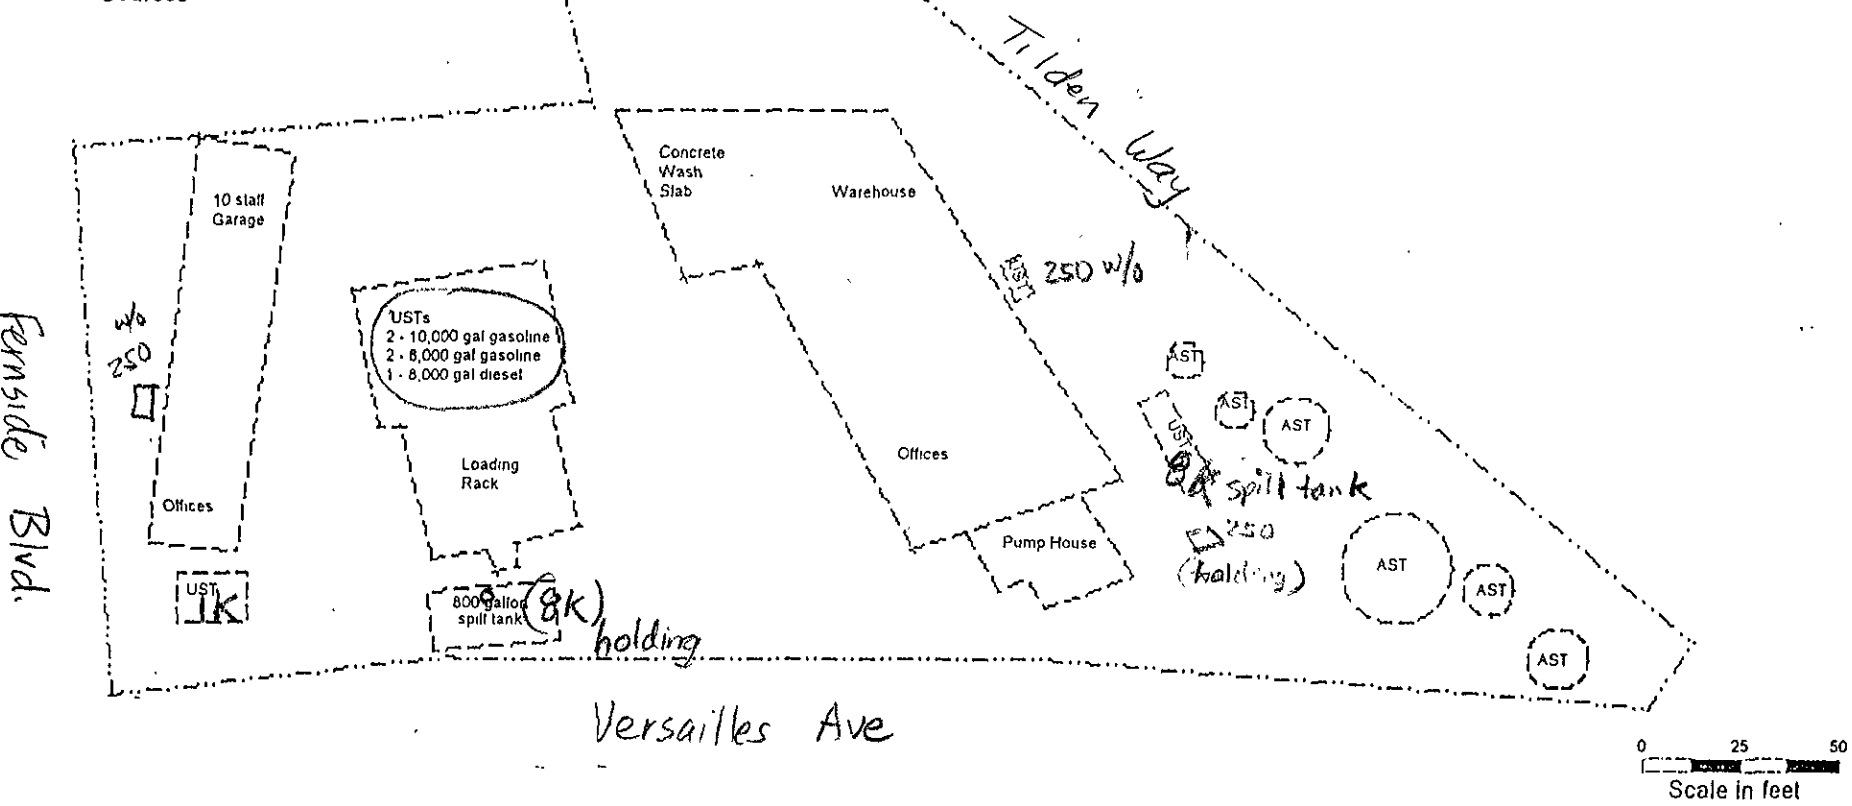 Tilden Way
Concrete
Wash
Slab
Warehouse
10 stall
Garage
UST 250 w/o
w/o
250
USTs
2 - 10,000 gal gasoline
2 - 8,000 gal gasoline
1 - 8,000 gal diesel
AST
AST
AST
UST
spill tank
Fernside Blvd.
Loading
Rack
Offices
Offices
Pump House
250
(holding)
AST
AST
AST
UST
1K
800 gallon (8K)
spill tank
holding
Versailles Ave
0 25 50
Scale in feet